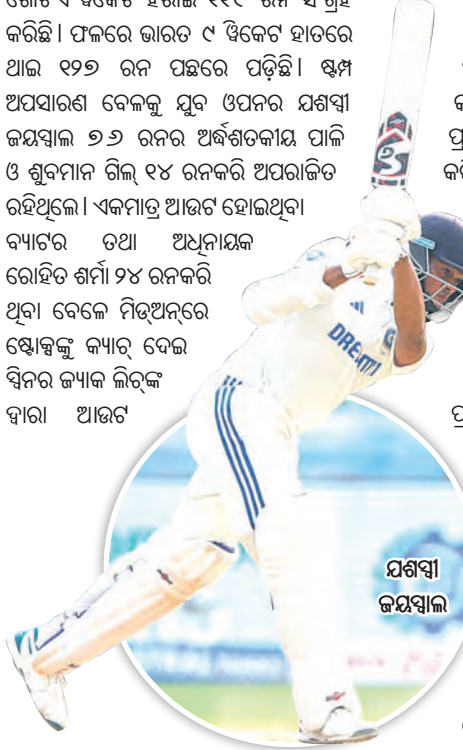 କରିଛି। ଫଳରେ ଭାରତ ୯ ୱିକେଟ ହାତରେ
ଥାଇ ୧୨୭ ରନ ପଛରେ ପଡ଼ିଛି। ଷ୍ଟମ୍ପ
ଅପସାରଣ ବେଳକୁ ଯୁବ ଓପନର ଯଶସ୍ୱୀ
ଜୟସ୍ୱାଲ ୭୬ ରନର ଅର୍ଦ୍ଧଶତକୀୟ ପାଳି
ଓ ଶୁବମାନ ଗିଲ୍ ୧୪ ରନକରି ଅପରାଜିତ
ରହିଥିଲେ। ଏକମାତ୍ର ଆଉଟ ହୋଇଥିବା
ବ୍ୟାଟର ତଥା ଅଧିନାୟକ
ରୋହିତ ଶର୍ମା ୨୪ ରନକରି
ଥିବା ବେଳେ ମିଡ୍ଅନ୍‌ରେ
ଷ୍ଟୋକ୍ସଙ୍କୁ କ୍ୟାଚ୍ ଦେଇ
ସ୍ପିନର ଜ୍ୟାକ ଲିଚ୍‌ଙ୍କ
ଦ୍ୱାରା ଆଉଟ
DREAM11
ଯଶସ୍ୱୀ
ଜୟସ୍ୱାଲ